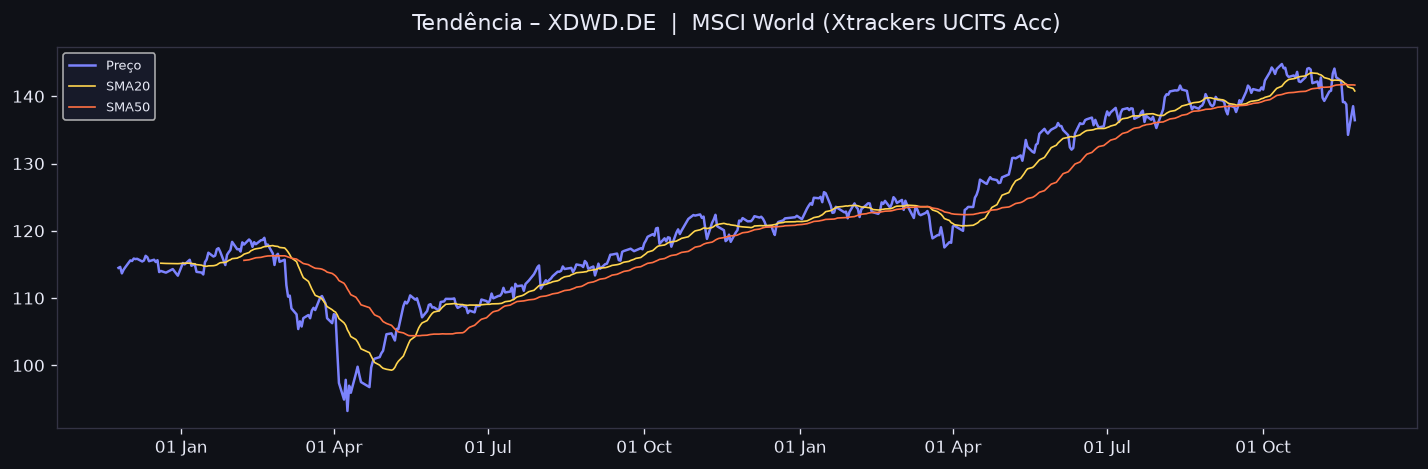 Tendência – XDWD.DE | MSCI World (Xtrackers UCITS Acc)
Preço
SMA20
SMA50
140
130
120
110
100
01 Jan
01 Apr
01 Jul
01 Oct
01 Jan
01 Apr
01 Jul
01 Oct